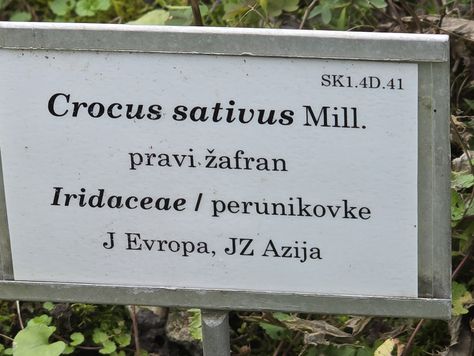 SK1.4D.41
Crocus sativus Mill.
pravi žafran
Iridaceae / perunikovke
J Evropa, JZ Azija